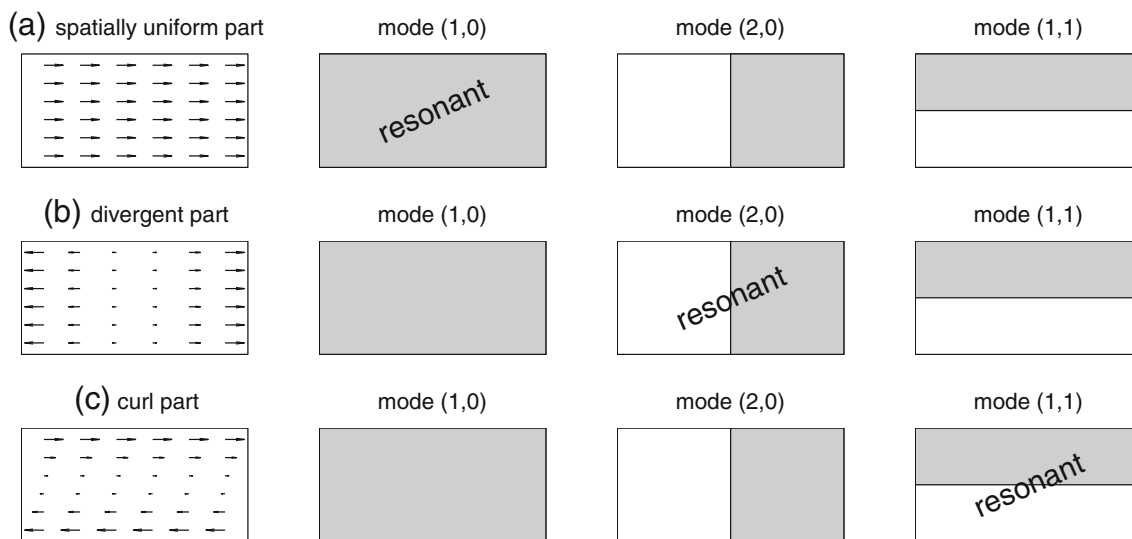 (a) spatially uniform part
mode (1,0)
mode (2,0)
mode (1,1)
resonant
(b) divergent part
mode (1,0)
mode (2,0)
mode (1,1)
resonant
(c) curl part
mode (1,0)
mode (2,0)
mode (1,1)
resonant